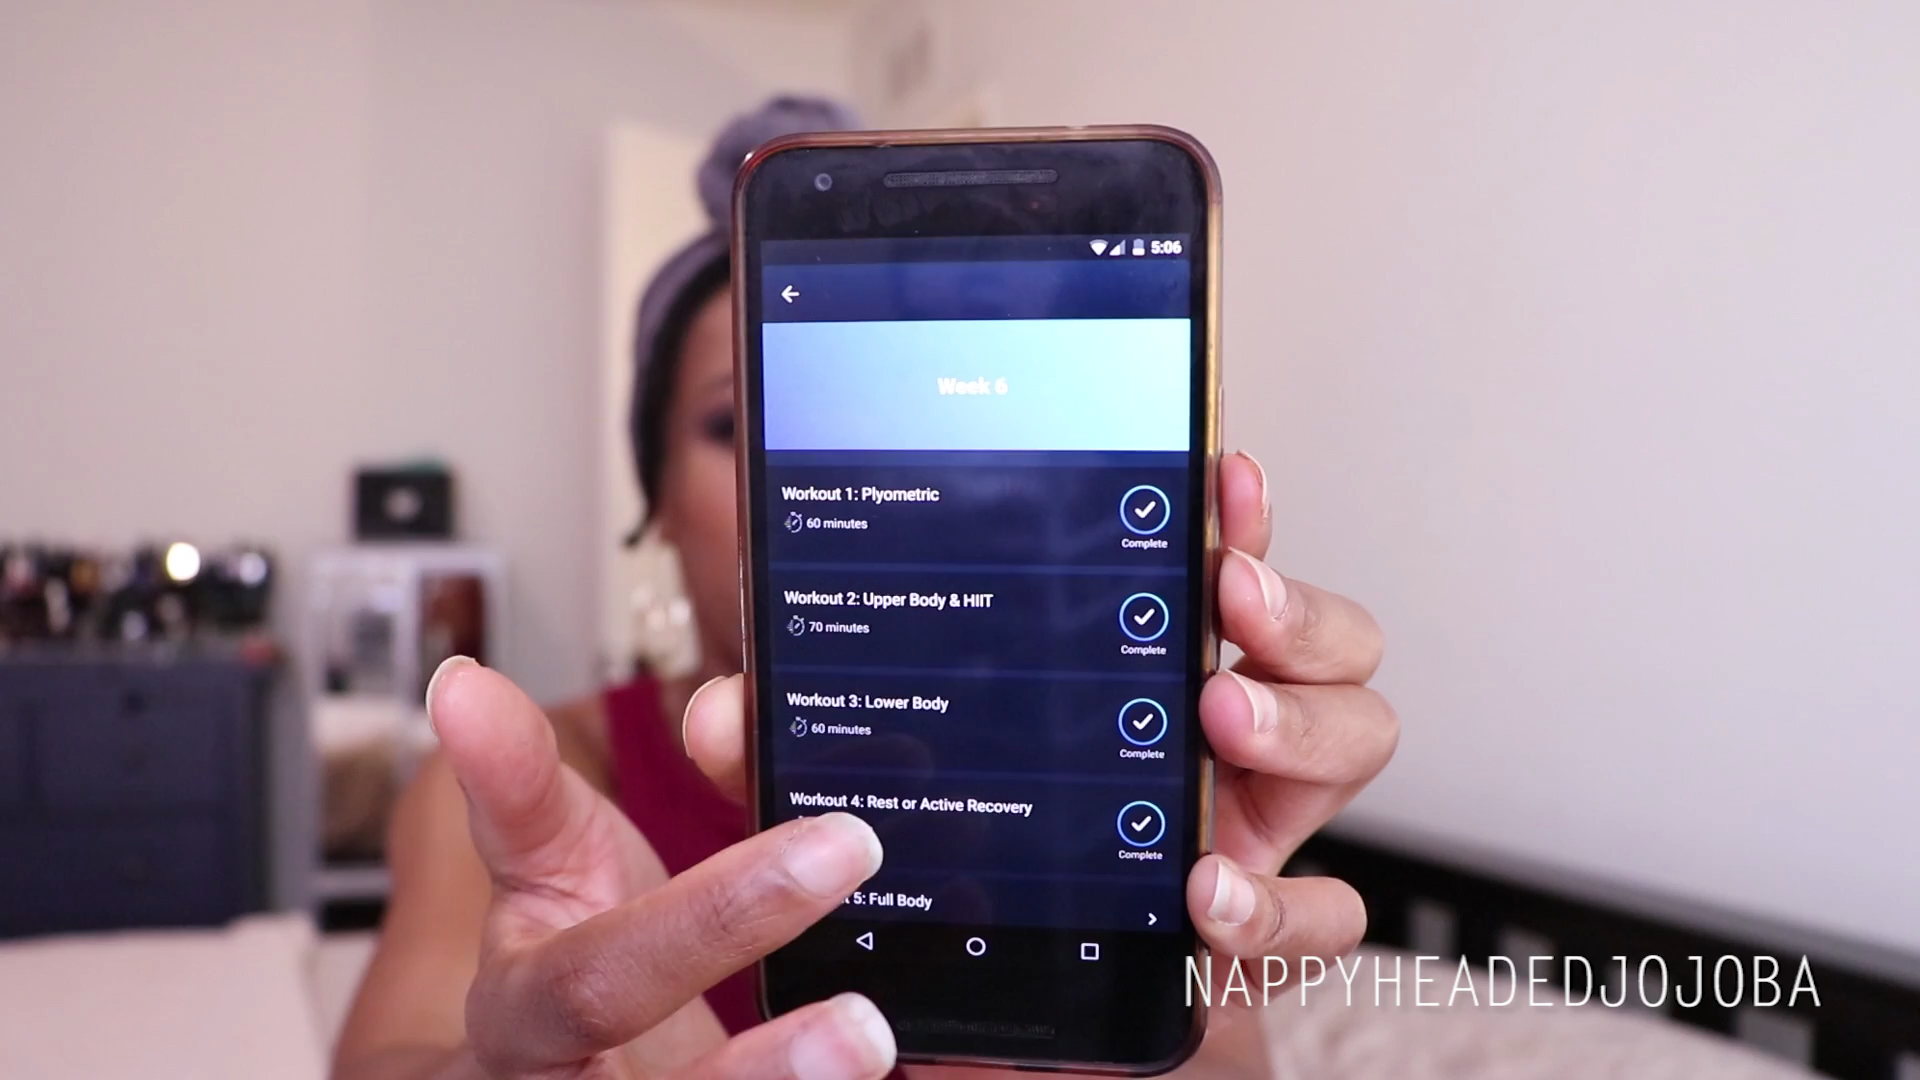 5:06
Week 6
Workout 1: Plyometric
60 minutes
Complete
Workout 2: Upper Body & HIIT
70 minutes
Complete
Workout 3: Lower Body
60 minutes
Complete
Workout 4: Rest or Active Recovery
Complete
5: Full Body
NAPPYHEADEDJOJOBA